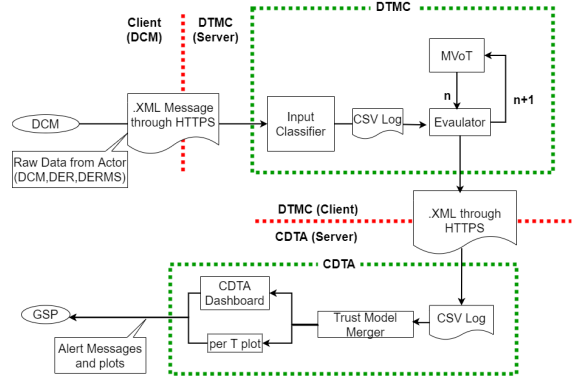 DTMC
Client
(DCM)
DTMC
(Server)
MVoT
n
n+1
DCM
.XML Message
through HTTPS
Input
Classifier
CSV Log
Evaulator
Raw Data from Actor
(DCM,DER,DERMS)
DTMC (Client)
CDTA (Server)
.XML through
HTTPS
CDTA
CDTA
Dashboard
GSP
per T plot
Trust Model
Merger
CSV Log
Alert Messages
and plots